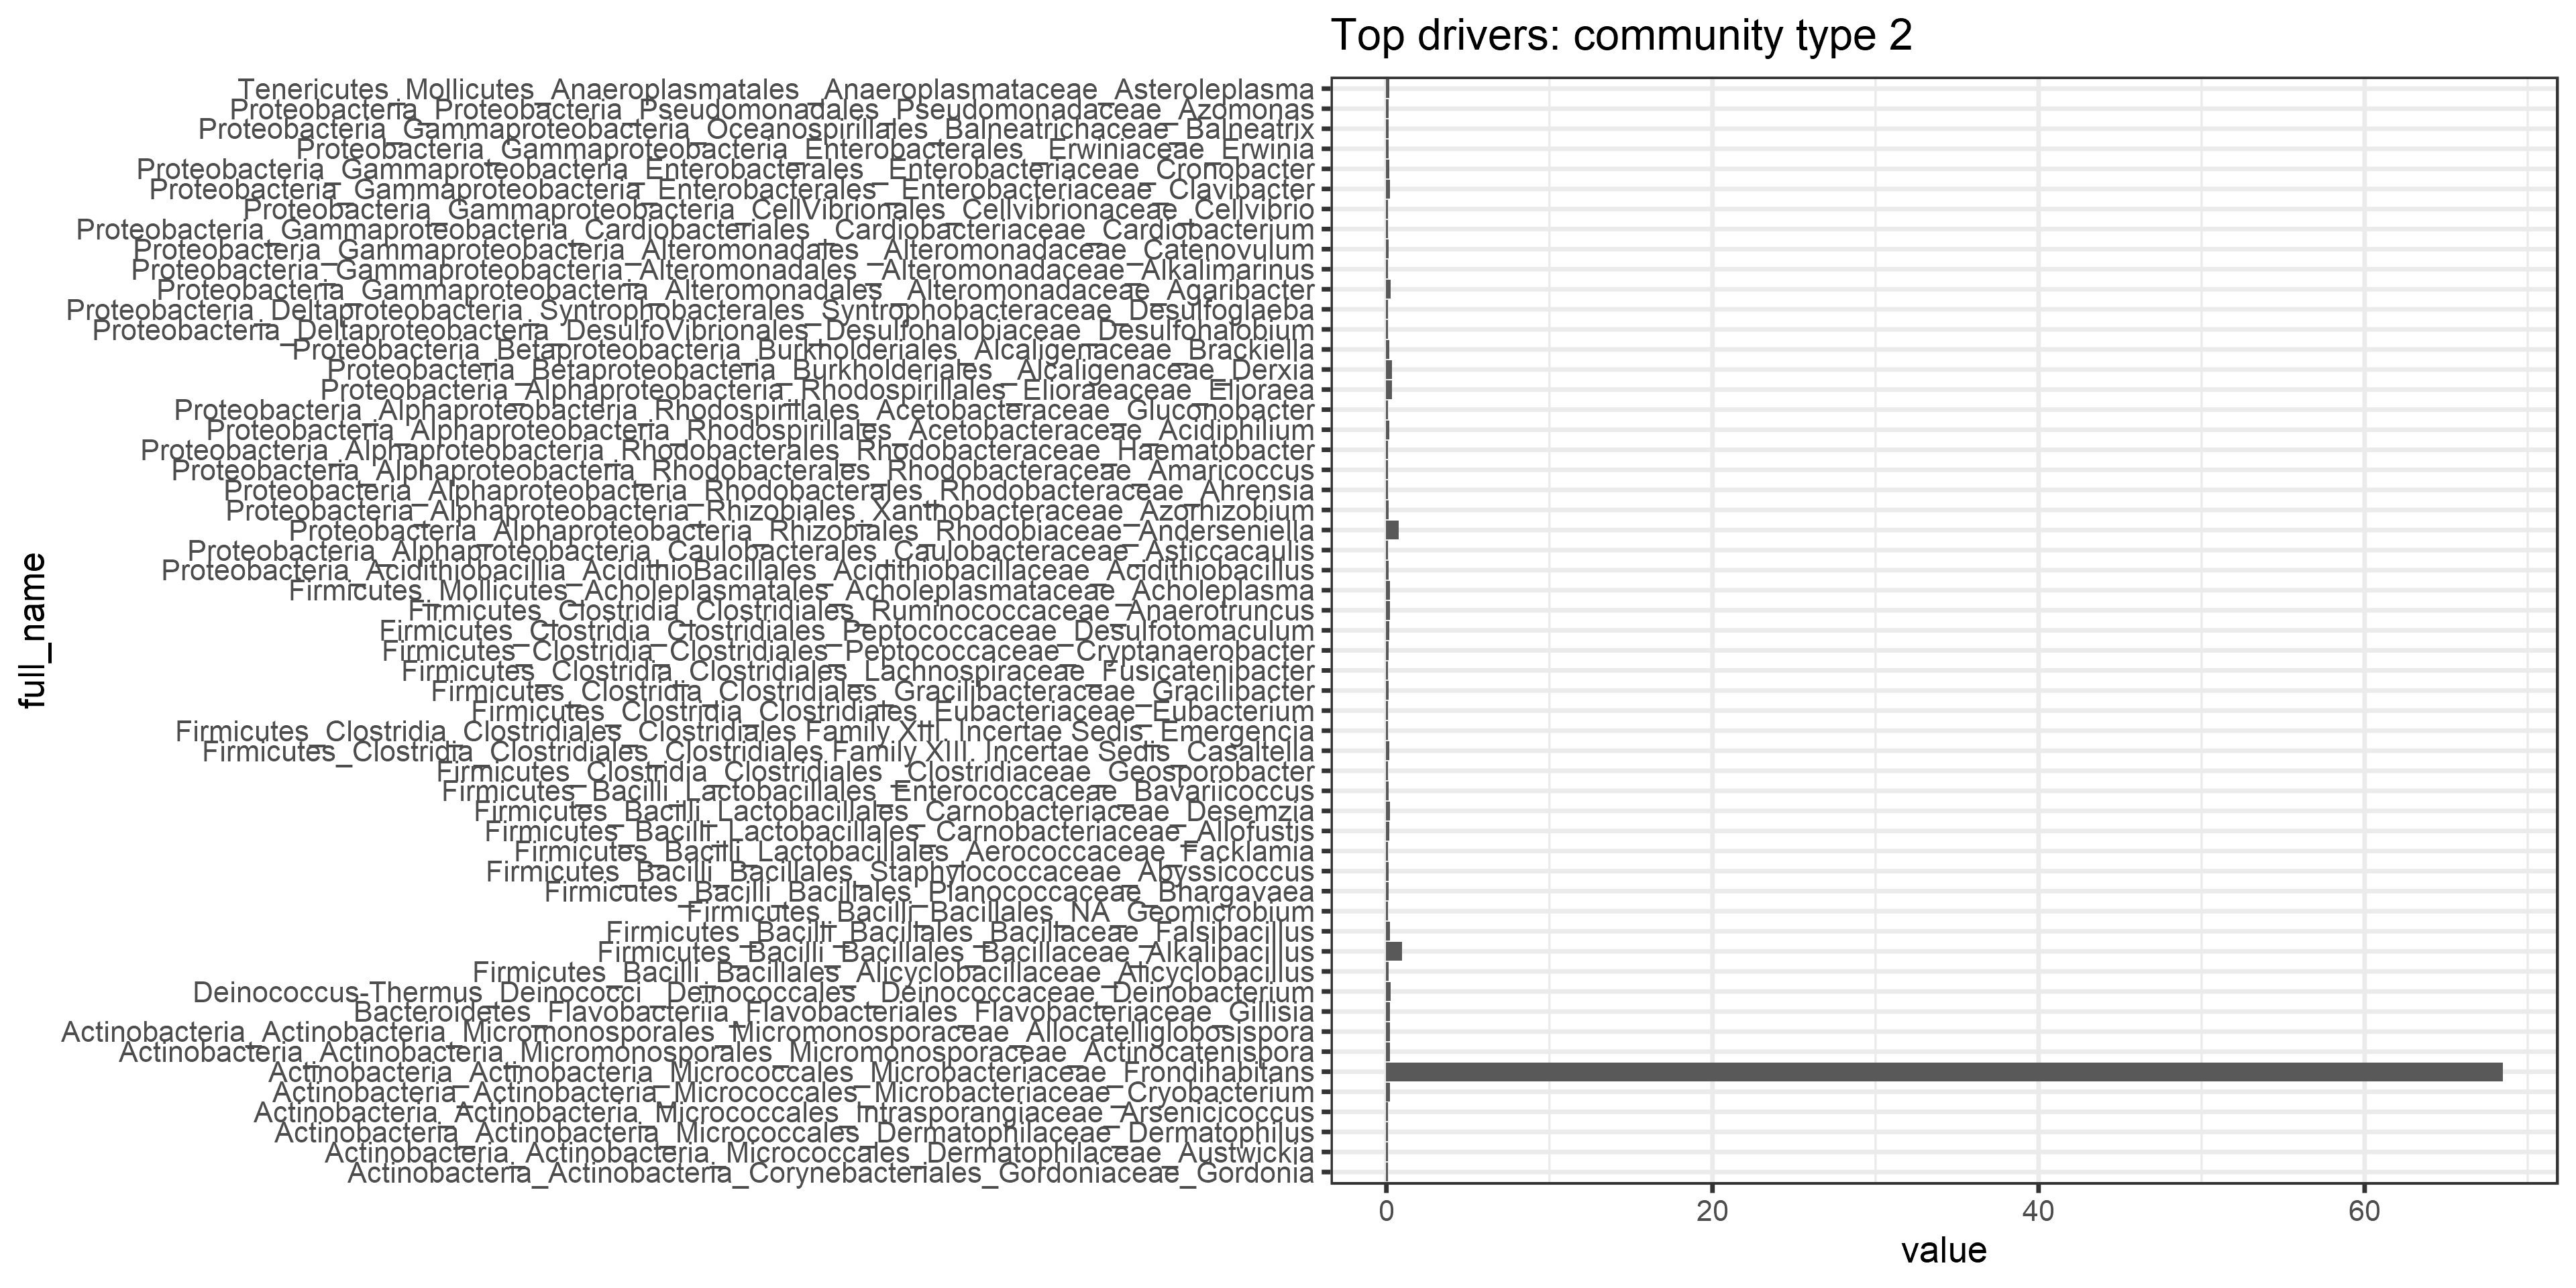 Top drivers: community type 2
Tenericutes_Mollicutes_Anaeroplasmatales_Anaeroplasmataceae_Asteroleplasma
Proteobacteria_Proteobacteria_Pseudomonadales_Pseudomonadaceae_Azomonas
Proteobacteria_Gammaproteobacteria_Oceanospirillales_Balneatrichaceae_Balneatrix
Proteobacteria_Gammaproteobacteria_Enterobacterales_Erwiniaceae_Erwinia
Proteobacteria_Gammaproteobacteria_Enterobacterales_Enterobacteriaceae_Cronobacter
Proteobacteria_Gammaproteobacteria_Enterobacterales_Enterobacteriaceae_Clavibacter
Proteobacteria_Gammaproteobacteria_CellVibrionales_Cellvibrionaceae_Cellvibrio
Proteobacteria_Gammaproteobacteria_Cardiobacteriales_Cardiobacteriaceae_Cardiobacterium
Proteobacteria_Gammaproteobacteria_Alteromonadales_Alteromonadaceae_Catenovulum
Proteobacteria_Gammaproteobacteria_Alteromonadales_Alteromonadaceae_Alkalimarinus
Proteobacteria_Gammaproteobacteria_Alteromonadales_Alteromonadaceae_Agaribacter
Proteobacteria_Deltaproteobacteria_Syntrophobacterales_Syntrophobacteraceae_Desulfoglaeba
Proteobacteria_Deltaproteobacteria_DesulfoVibrionales_Desulfohalobiaceae_Desulfohalobium
Proteobacteria_Betaproteobacteria_Burkholderiales_Alcaligenaceae_Brackiella
Proteobacteria_Betaproteobacteria_Burkholderiales_Alcaligenaceae_Derxia
Proteobacteria_Alphaproteobacteria_Rhodospirillales_Elioraeaceae_Elioraea
Proteobacteria_Alphaproteobacteria_Rhodospirillales_Acetobacteraceae_Gluconobacter
Proteobacteria_Alphaproteobacteria_Rhodospirillales_Acetobacteraceae_Acidiphilium
Proteobacteria_Alphaproteobacteria_Rhodobacterales_Rhodobacteraceae_Haematobacter
Proteobacteria_Alphaproteobacteria_Rhodobacterales_Rhodobacteraceae_Amaricoccus
Proteobacteria_Alphaproteobacteria_Rhodobacterales_Rhodobacteraceae_Ahrensia
Proteobacteria_Alphaproteobacteria_Rhizobiales_Xanthobacteraceae_Azorhizobium
Proteobacteria_Alphaproteobacteria_Rhizobiales_Rhodobiaceae_Anderseniella
Proteobacteria_Alphaproteobacteria_Caulobacterales_Caulobacteraceae_Asticcacaulis
Proteobacteria_Acidithiobacillia_AcidithioBacillales_Acidithiobacillaceae_Acidithiobacillus
Firmicutes_Mollicutes_Acholeplasmatales_Acholeplasmataceae_Acholeplasma
Firmicutes_Clostridia_Clostridiales_Ruminococcaceae_Anaerotruncus
Firmicutes_Clostridia_Clostridiales_Peptococcaceae_Desulfotomaculum
Firmicutes_Clostridia_Clostridiales_Peptococcaceae_Cryptanaerobacter
Firmicutes_Clostridia_Clostridiales_Lachnospiraceae_Fusicatenibacter
Firmicutes_Clostridia_Clostridiales_Gracilibacteraceae_Gracilibacter
Firmicutes_Clostridia_Clostridiales_Eubacteriaceae_Eubacterium
Firmicutes_Clostridia_Clostridiales_Clostridiales Family XIII. Incertae Sedis_Emergencia
Firmicutes_Clostridia_Clostridiales_Clostridiales Family XIII. Incertae Sedis_Casaltella
Firmicutes_Clostridia_Clostridiales_Clostridiaceae_Geosporobacter
Firmicutes_Bacilli_Lactobacillales_Enterococcaceae_Bavariicoccus
Firmicutes_Bacilli_Lactobacillales_Carnobacteriaceae_Desemzia
Firmicutes_Bacilli_Lactobacillales_Carnobacteriaceae_Allofustis
Firmicutes_Bacilli_Lactobacillales_Aerococcaceae_Facklamia
Firmicutes_Bacilli_Bacillales_Staphylococcaceae_Abyssicoccus
Firmicutes_Bacilli_Bacillales_Planococcaceae_Bhargavaea
Firmicutes_Bacilli_Bacillales_NA_Geomicrobium
Firmicutes_Bacilli_Bacillales_Bacillaceae_Falsibacillus
Firmicutes_Bacilli_Bacillales_Bacillaceae_Alkalibacillus
Firmicutes_Bacilli_Bacillales_Alicyclobacillaceae_Alicyclobacillus
Deinococcus-Thermus_Deinococci_Deinococcales_Deinococcaceae_Deinobacterium
Bacteroidetes_Flavobacteriia_Flavobacteriales_Flavobacteriaceae_Gillisia
Actinobacteria_Actinobacteria_Micromonosporales_Micromonosporaceae_Allocatelliglobosispora
Actinobacteria_Actinobacteria_Micromonosporales_Micromonosporaceae_Actinocatenispora
Actinobacteria_Actinobacteria_Micrococcales_Microbacteriaceae_Frondihabitans
Actinobacteria_Actinobacteria_Micrococcales_Microbacteriaceae_Cryobacterium
Actinobacteria_Actinobacteria_Micrococcales_Intrasporangiaceae_Arsenicicoccus
Actinobacteria_Actinobacteria_Micrococcales_Dermatophilaceae_Dermatophilus
Actinobacteria_Actinobacteria_Micrococcales_Dermatophilaceae_Austwickia
Actinobacteria_Actinobacteria_Corynebacteriales_Gordoniaceae_Gordonia
full_name
0 20 40 60
value